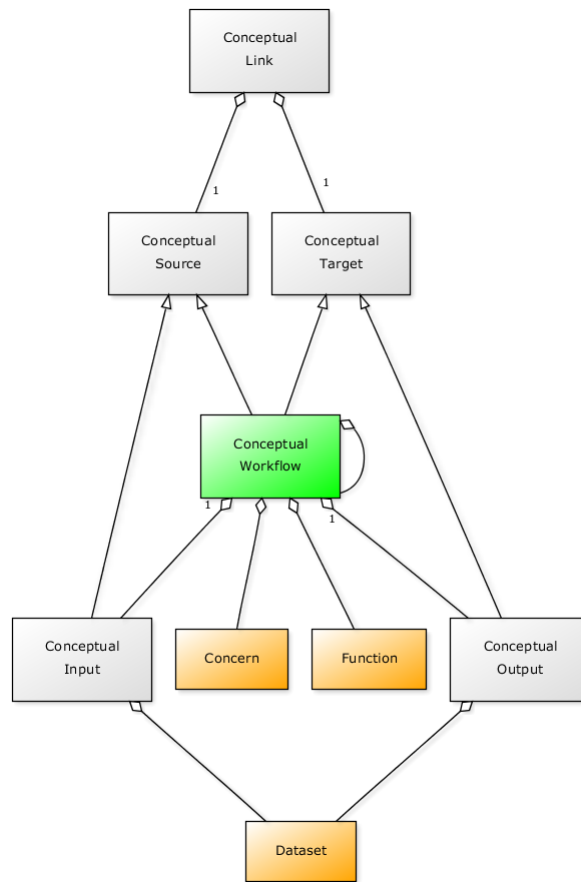 Conceptual
Link
1
1
Conceptual
Source
Conceptual
Target
Conceptual
Workflow
1
1
Conceptual
Input
Concern
Function
Conceptual
Output
Dataset